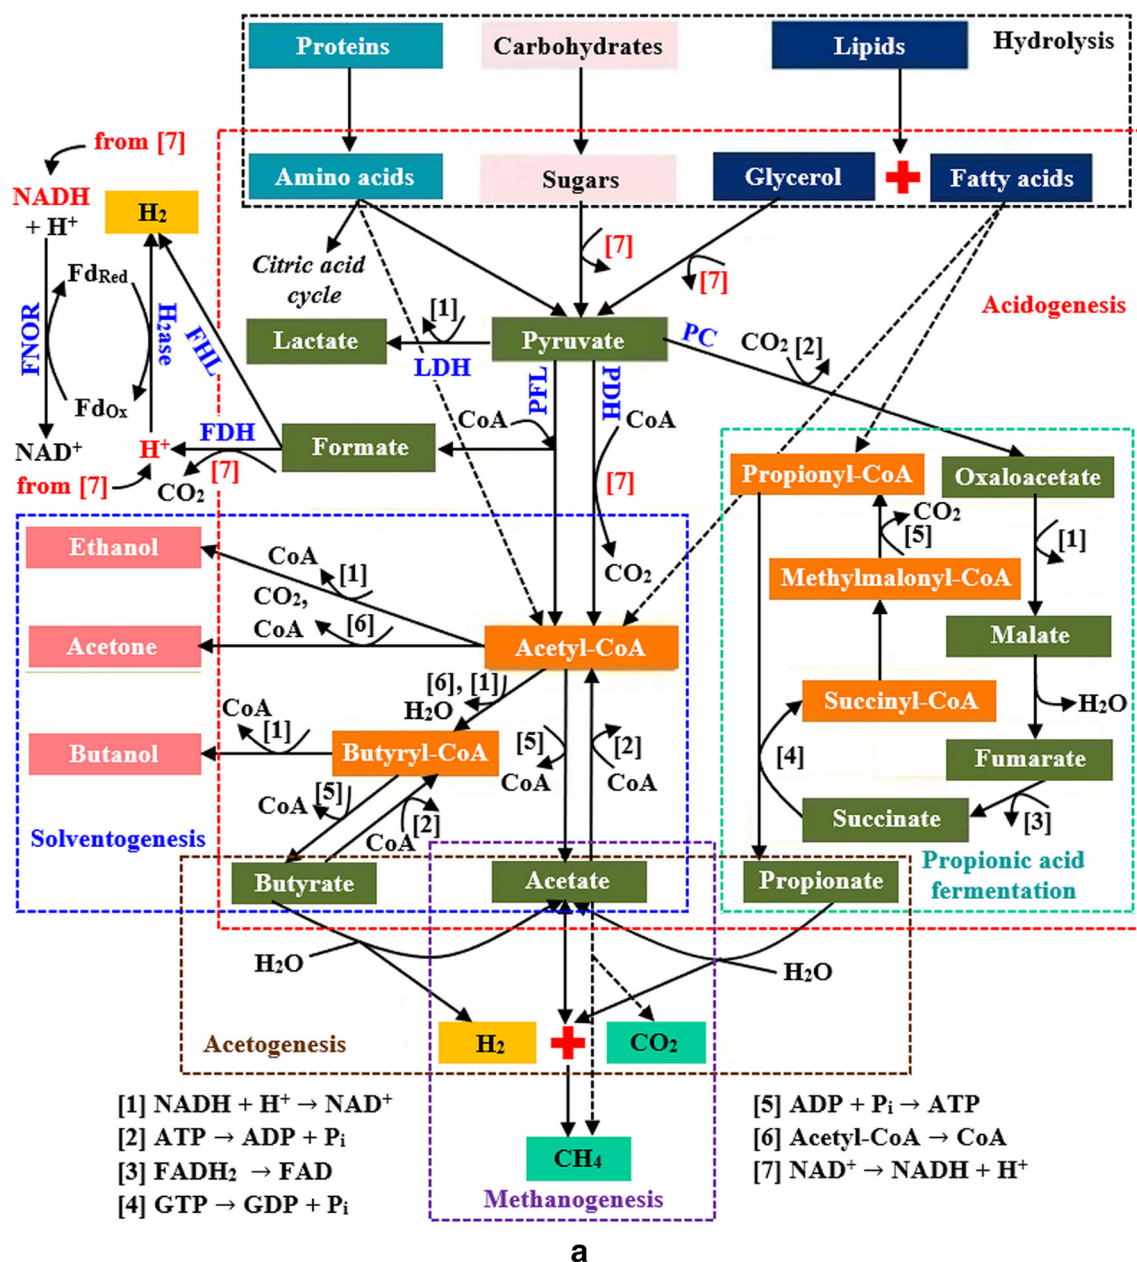 Proteins
Carbohydrates
Lipids
Hydrolysis
from [7]
Amino acids
Sugars
Glycerol
Fatty acids
NADH
+ H⁺
H₂
Citric acid
cycle
[7]
[7]
Acidogenesis
FdRed
FNOR
H₂ase
FHL
Lactate
[1]
LDH
Pyruvate
PC
CO₂
[2]
PFL
PDH
FdOx
CoA
CoA
NAD⁺
H⁺
FDH
Formate
from [7]
CO₂
[7]
[7]
Propionyl-CoA
Oxaloacetate
CO₂
[5]
[1]
Ethanol
CoA
[1]
CO₂
Methylmalonyl-CoA
CO₂,
CoA
[6]
Acetone
Acetyl-CoA
Malate
[6], [1]
H₂O
Succinyl-CoA
H₂O
CoA
[1]
Butanol
Butyryl-CoA
[5]
CoA
[2]
CoA
[4]
Fumarate
CoA
[5]
[2]
CoA
Succinate
[3]
Solventogenesis
Propionic acid
fermentation
Butyrate
Acetate
Propionate
H₂O
H₂O
Acetogenesis
H₂
CO₂
[1] NADH + H⁺ → NAD⁺
[2] ATP → ADP + Pᵢ
[3] FADH₂ → FAD
[4] GTP → GDP + Pᵢ
CH₄
Methanogenesis
[5] ADP + Pᵢ → ATP
[6] Acetyl-CoA → CoA
[7] NAD⁺ → NADH + H⁺
a